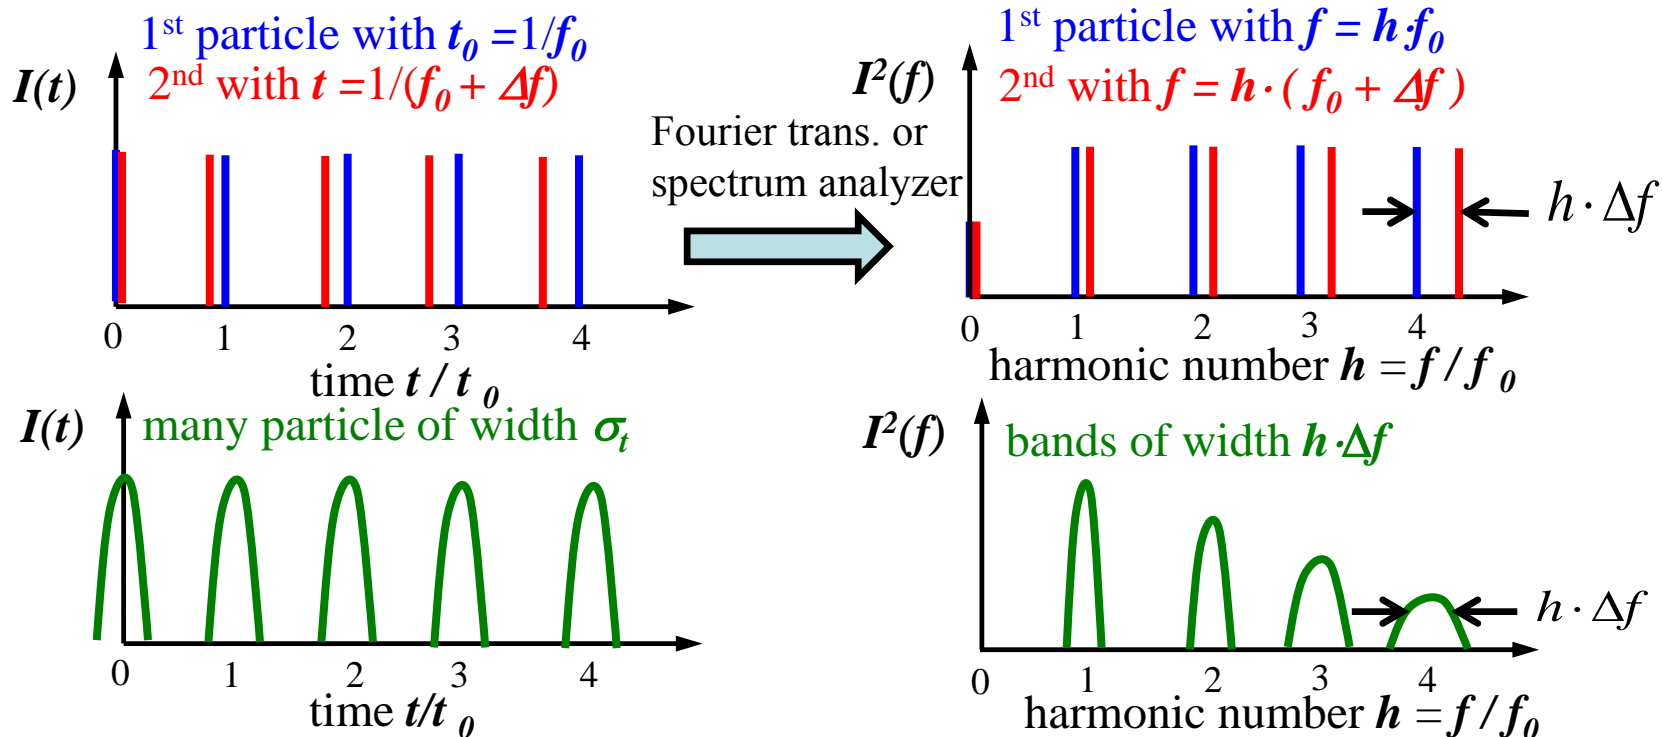 1st particle with t0 =1/f0
I(t)
2nd with t =1/(f0 + Δf)
0 1 2 3 4
time t / t0
Fourier trans. or
spectrum analyzer
1st particle with f = h·f0
I2(f)
2nd with f = h· ( f0 + Δf )
h · Δf
0 1 2 3 4
harmonic number h = f / f0
I(t)
many particle of width σt
0 1 2 3 4
time t/t0
I2(f)
bands of width h·Δf
h · Δf
0 1 2 3 4
harmonic number h = f / f0